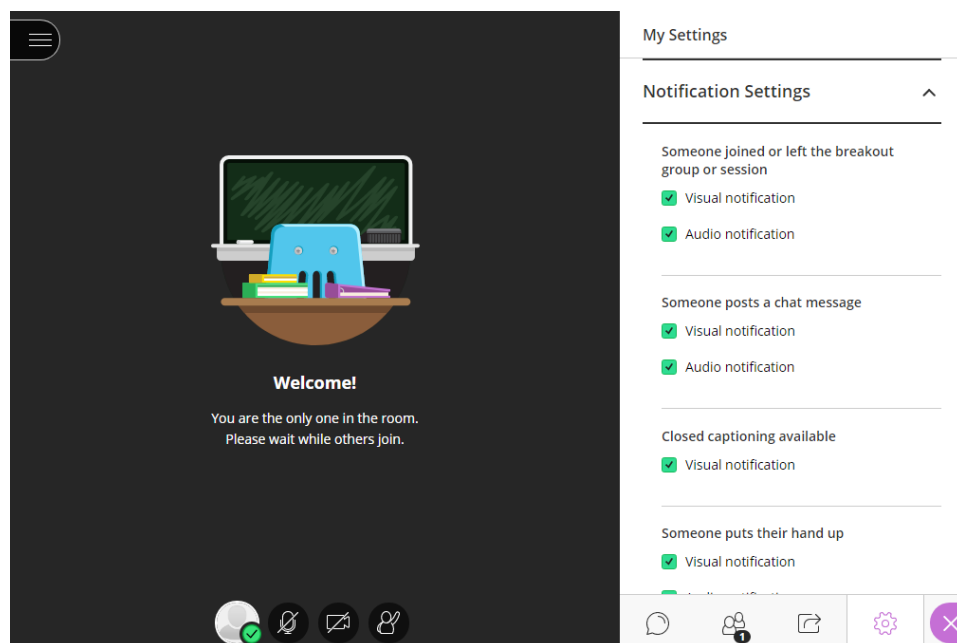 My Settings
Notification Settings
Someone joined or left the breakout
group or session
Visual notification
Audio notification
Someone posts a chat message
Visual notification
Audio notification
Closed captioning available
Visual notification
Someone puts their hand up
Visual notification
Welcome!
You are the only one in the room.
Please wait while others join.
1